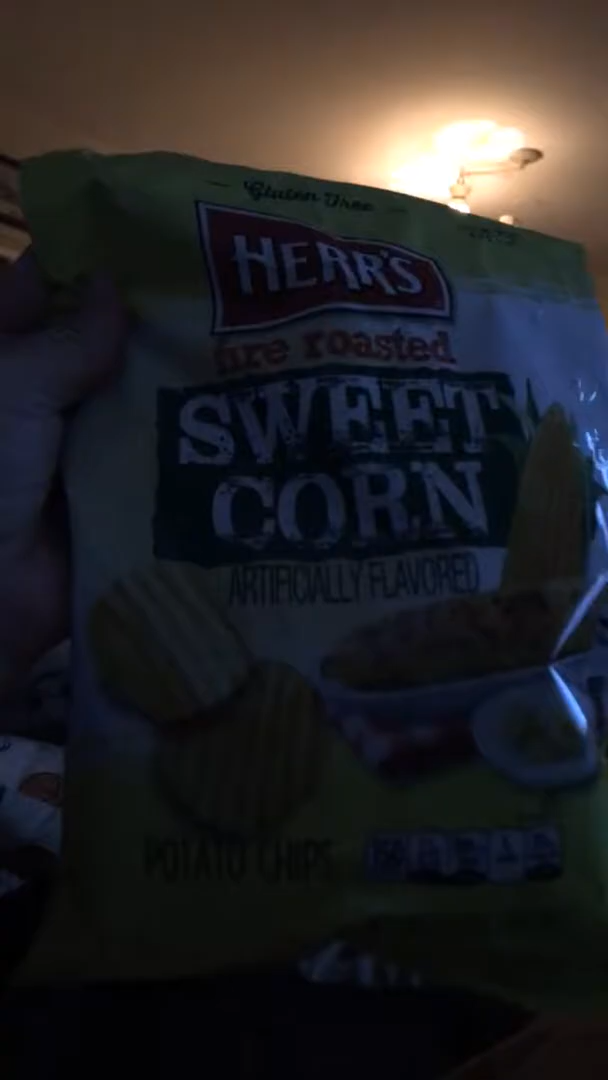 Gluten Free
HERR'S
fire roasted
SWEET
CORN
ARTIFICIALLY FLAVORED
POTATO CHIPS